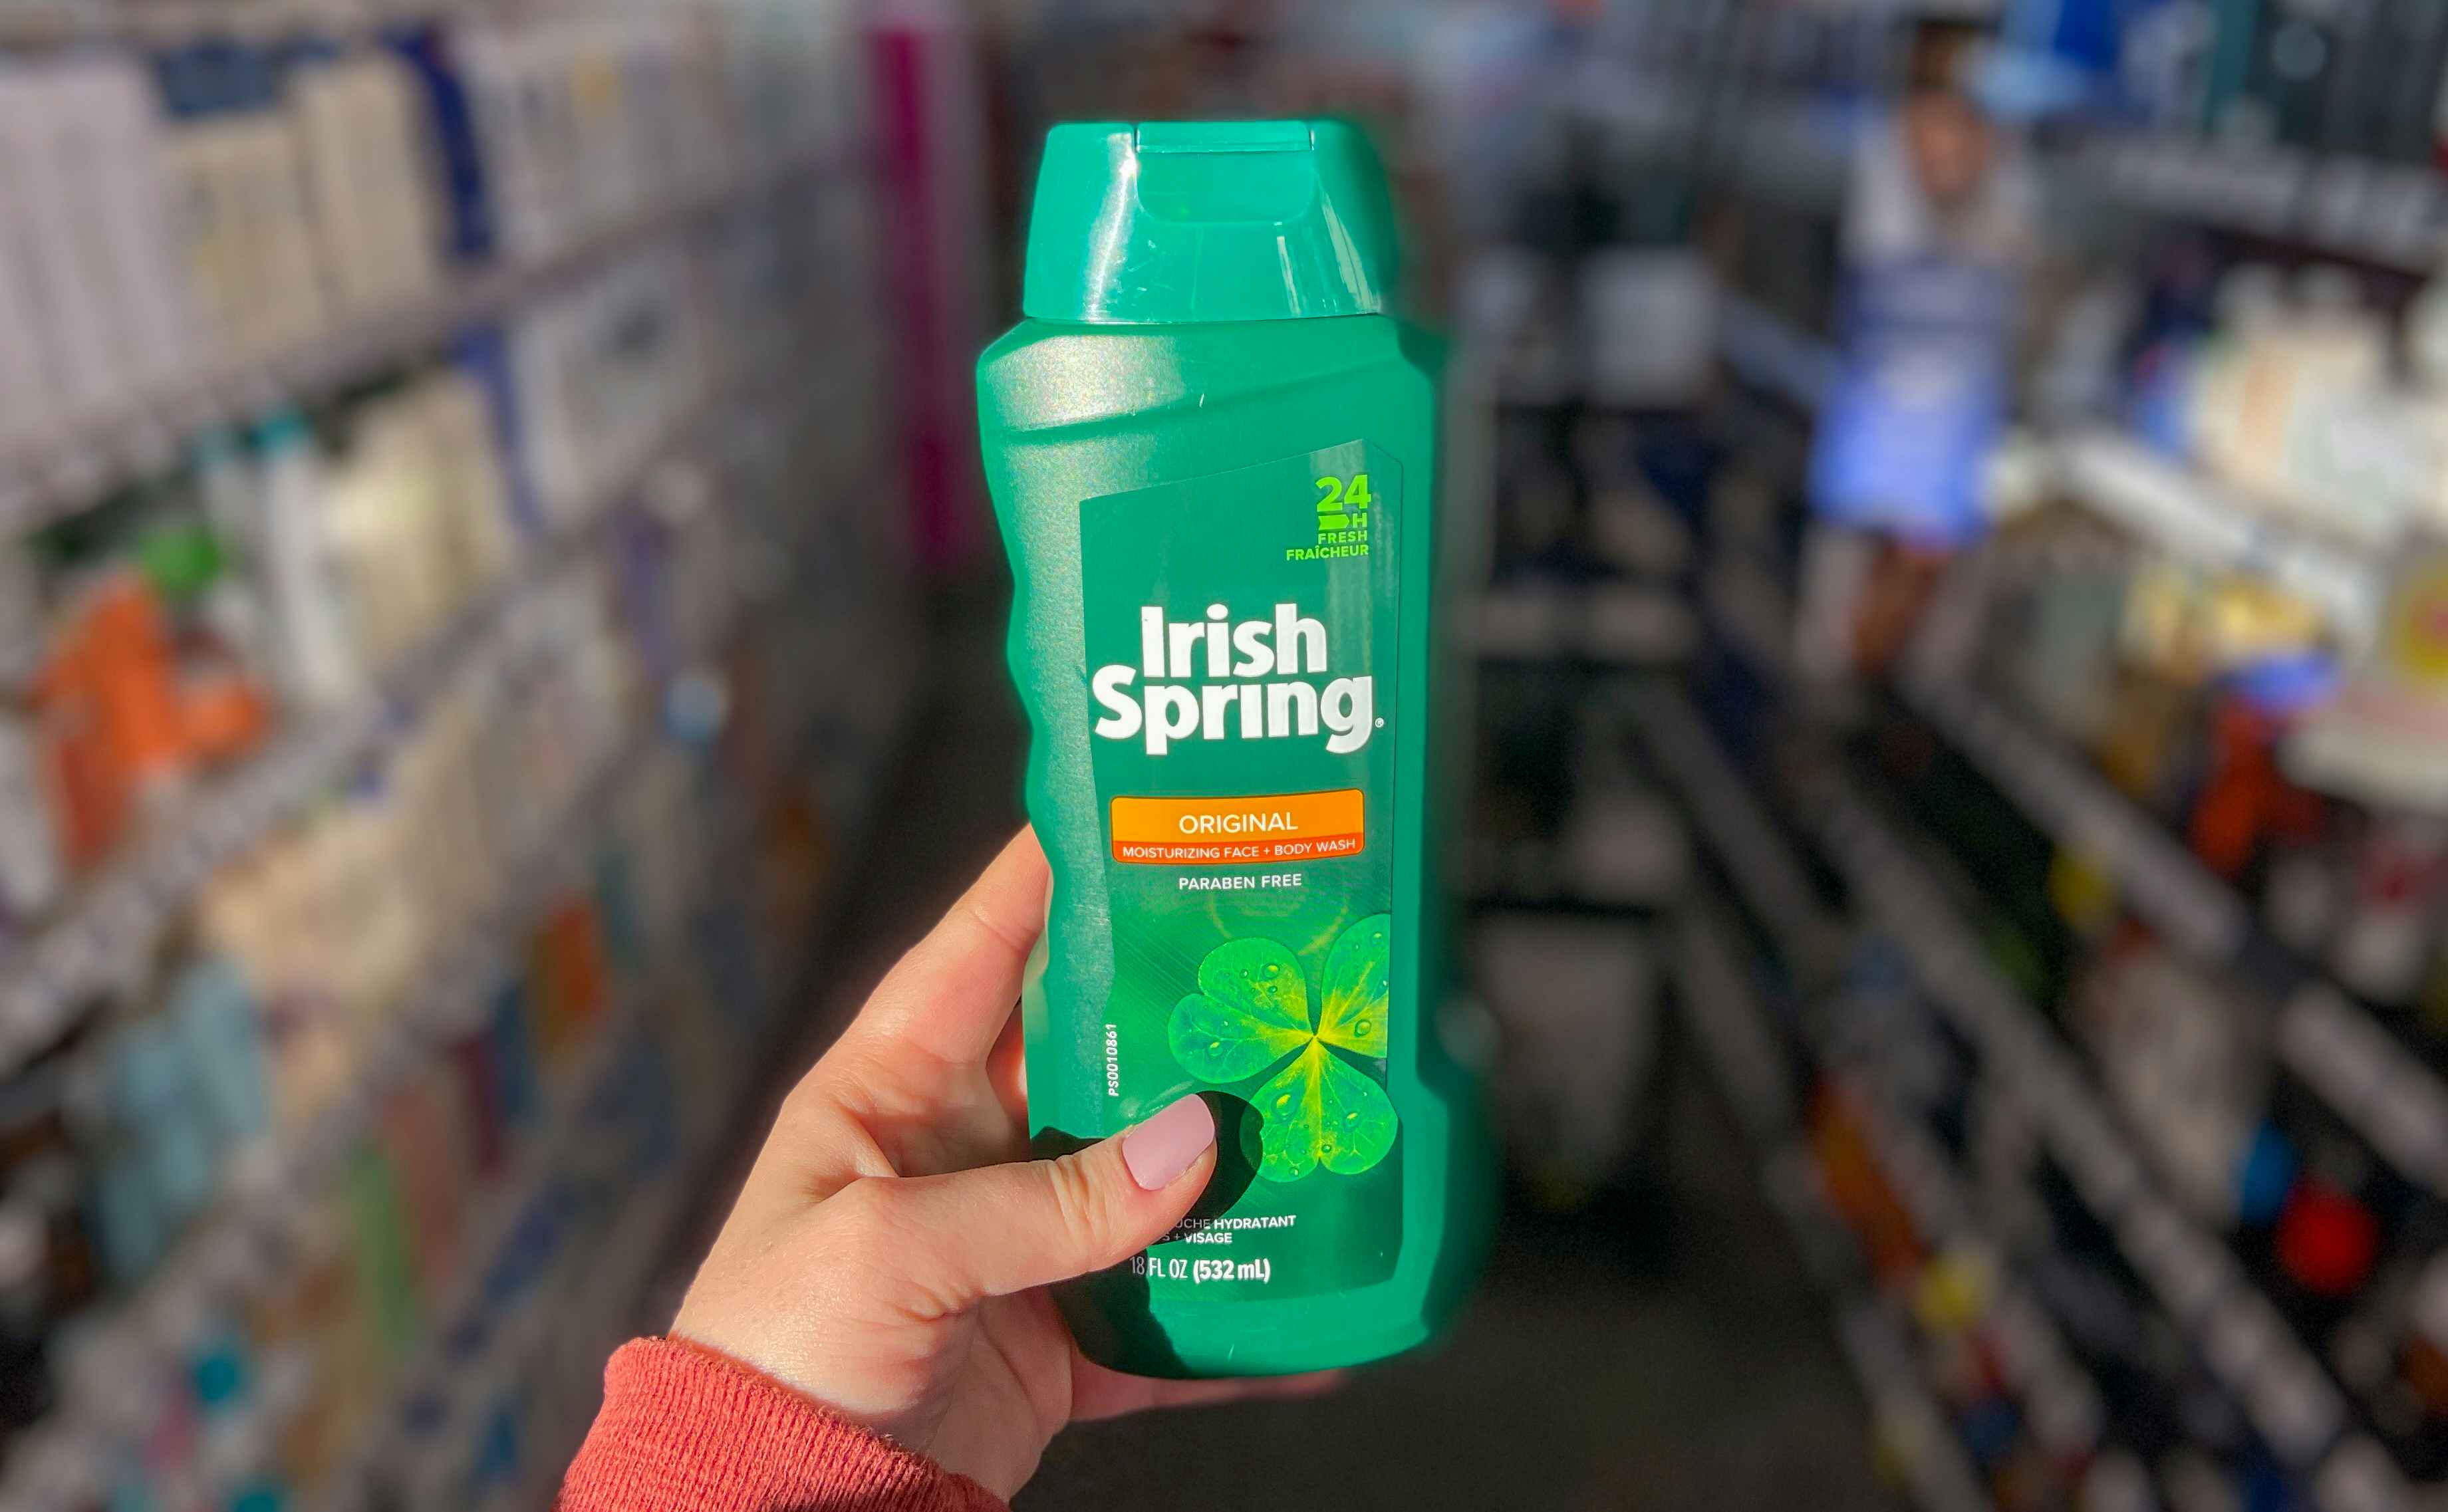 24
H
FRESH
FRAÎCHEUR
Irish
Spring®
ORIGINAL
MOISTURIZING FACE + BODY WASH
PARABEN FREE
PS0010861
HYDRATANT
+ VISAGE
18 FL OZ (532 mL)